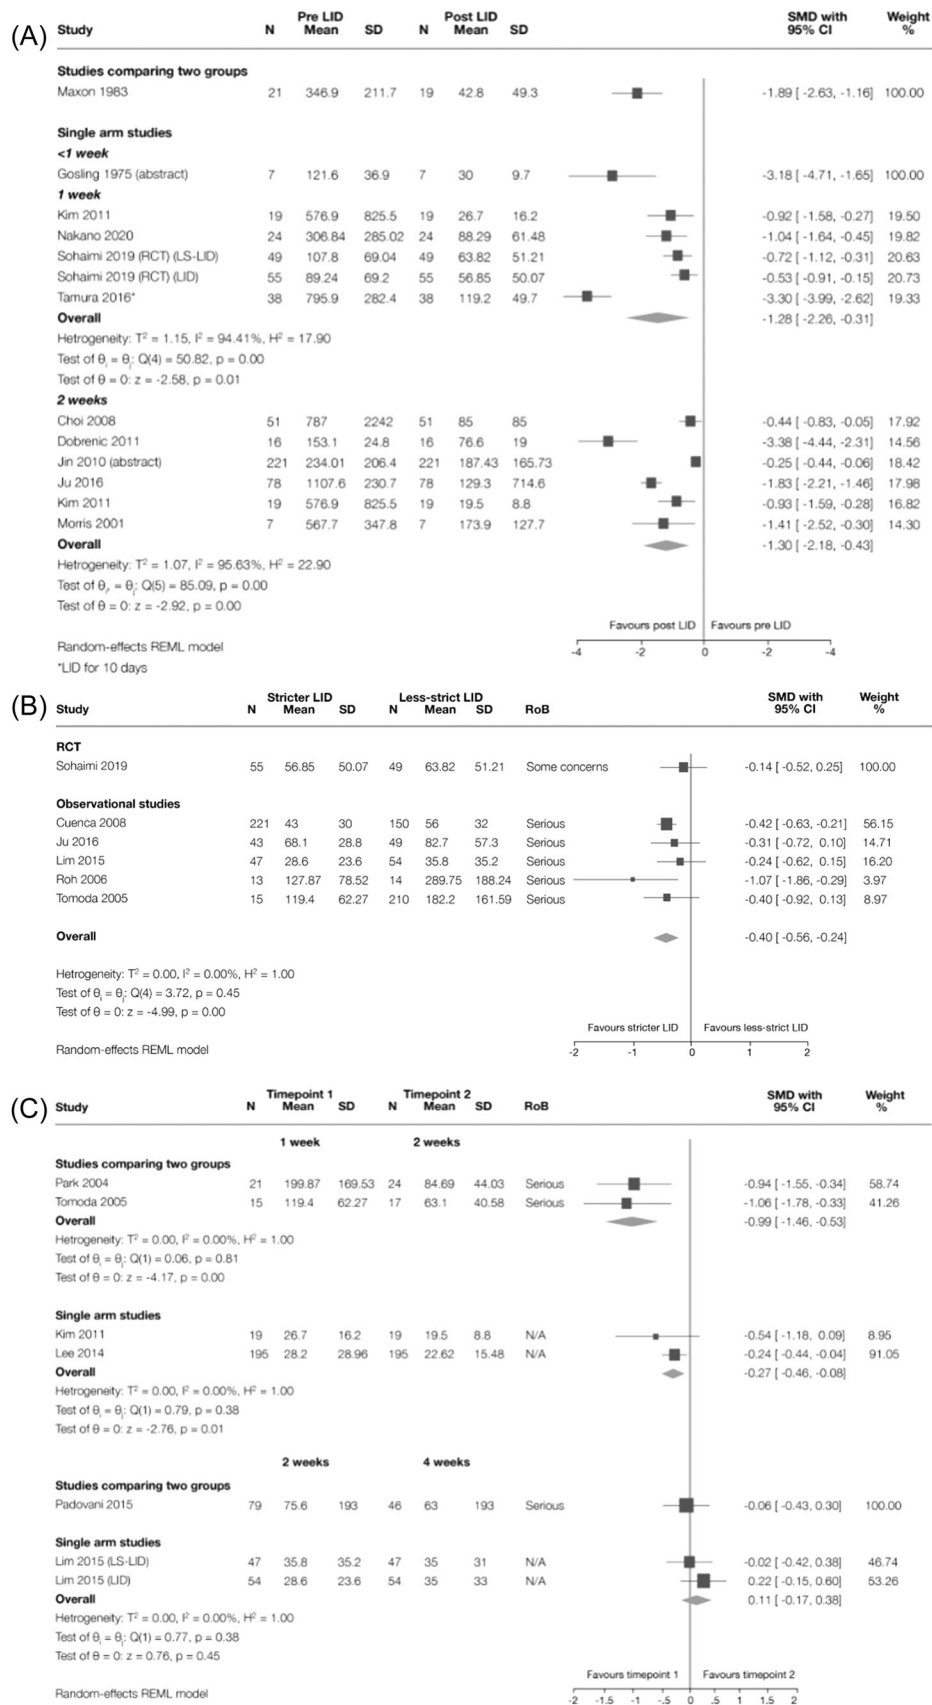 (A)
Pre LID Post LID SMD with Weight
Study N Mean SD N Mean SD 95% CI %
Studies comparing two groups
Maxon 1983 21 346.9 211.7 19 42.8 49.3 -1.89 [ -2.63, -1.16] 100.00
Single arm studies
<1 week
Gosling 1975 (abstract) 7 121.6 36.9 7 30 9.7 -3.18 [ -4.71, -1.65] 100.00
1 week
Kim 2011 19 576.9 825.5 19 26.7 16.2 -0.92 [ -1.58, -0.27] 19.50
Nakano 2020 24 306.84 285.02 24 88.29 61.48 -1.04 [ -1.64, -0.45] 19.82
Sohaimi 2019 (RCT) (LS-LID) 49 107.8 69.04 49 63.82 51.21 -0.72 [ -1.12, -0.31] 20.63
Sohaimi 2019 (RCT) (LID) 55 89.24 69.2 55 56.85 50.07 -0.53 [ -0.91, -0.15] 20.73
Tamura 2016* 38 795.9 282.4 38 119.2 49.7 -3.30 [ -3.99, -2.62] 19.33
Overall -1.28 [ -2.26, -0.31]
Hetrogeneity: T² = 1.15, I² = 94.41%, H² = 17.90
Test of θᵢ = θⱼ: Q(4) = 50.82, p = 0.00
Test of θ = 0: z = -2.58, p = 0.01
2 weeks
Choi 2008 51 787 2242 51 85 85 -0.44 [ -0.83, -0.05] 17.92
Dobrenic 2011 16 153.1 24.8 16 76.6 19 -3.38 [ -4.44, -2.31] 14.56
Jin 2010 (abstract) 221 234.01 206.4 221 187.43 165.73 -0.25 [ -0.44, -0.06] 18.42
Ju 2016 78 1107.6 230.7 78 129.3 714.6 -1.83 [ -2.21, -1.46] 17.98
Kim 2011 19 576.9 825.5 19 19.5 8.8 -0.93 [ -1.59, -0.28] 16.82
Morris 2001 7 567.7 347.8 7 173.9 127.7 -1.41 [ -2.52, -0.30] 14.30
Overall -1.30 [ -2.18, -0.43]
Hetrogeneity: T² = 1.07, I² = 95.63%, H² = 22.90
Test of θᵢ, = θⱼ: Q(5) = 85.09, p = 0.00
Test of θ = 0: z = -2.92, p = 0.00
Favours post LID Favours pre LID
Random-effects REML model
-4 -2 -0 -2 -4
*LID for 10 days
(B)
Stricter LID Less-strict LID SMD with Weight
Study N Mean SD N Mean SD RoB 95% CI %
RCT
Sohaimi 2019 55 56.85 50.07 49 63.82 51.21 Some concerns -0.14 [ -0.52, 0.25] 100.00
Observational studies
Cuenca 2008 221 43 30 150 56 32 Serious -0.42 [ -0.63, -0.21] 56.15
Ju 2016 43 68.1 28.8 49 82.7 57.3 Serious -0.31 [ -0.72, 0.10] 14.71
Lim 2015 47 28.6 23.6 54 35.8 35.2 Serious -0.24 [ -0.62, 0.15] 16.20
Roh 2006 13 127.87 78.52 14 289.75 188.24 Serious -1.07 [ -1.86, -0.29] 3.97
Tomoda 2005 15 119.4 62.27 210 182.2 161.59 Serious -0.40 [ -0.92, 0.13] 8.97
Overall -0.40 [ -0.56, -0.24]
Hetrogeneity: T² = 0.00, I² = 0.00%, H² = 1.00
Test of θᵢ = θⱼ: Q(4) = 3.72, p = 0.45
Test of θ = 0: z = -4.99, p = 0.00
Favours stricter LID Favours less-strict LID
Random-effects REML model
-2 -1 0 1 2
(C)
Timepoint 1 Timepoint 2 SMD with Weight
Study N Mean SD N Mean SD RoB 95% CI %
1 week 2 weeks
Studies comparing two groups
Park 2004 21 199.87 169.53 24 84.69 44.03 Serious -0.94 [ -1.55, -0.34] 58.74
Tomoda 2005 15 119.4 62.27 17 63.1 40.58 Serious -1.06 [ -1.78, -0.33] 41.26
Overall -0.99 [ -1.46, -0.53]
Hetrogeneity: T² = 0.00, I² = 0.00%, H² = 1.00
Test of θᵢ = θⱼ: Q(1) = 0.06, p = 0.81
Test of θ = 0: z = -4.17, p = 0.00
Single arm studies
Kim 2011 19 26.7 16.2 19 19.5 8.8 N/A -0.54 [ -1.18, 0.09] 8.95
Lee 2014 195 28.2 28.96 195 22.62 15.48 N/A -0.24 [ -0.44, -0.04] 91.05
Overall -0.27 [ -0.46, -0.08]
Hetrogeneity: T² = 0.00, I² = 0.00%, H² = 1.00
Test of θᵢ = θⱼ: Q(1) = 0.79, p = 0.38
Test of θ = 0: z = -2.76, p = 0.01
2 weeks 4 weeks
Studies comparing two groups
Padovani 2015 79 75.6 193 46 63 193 Serious -0.06 [ -0.43, 0.30] 100.00
Single arm studies
Lim 2015 (LS-LID) 47 35.8 35.2 47 35 31 N/A -0.02 [ -0.42, 0.38] 46.74
Lim 2015 (LID) 54 28.6 23.6 54 35 33 N/A 0.22 [ -0.15, 0.60] 53.26
Overall 0.11 [ -0.17, 0.38]
Hetrogeneity: T² = 0.00, I² = 0.00%, H² = 1.00
Test of θᵢ = θⱼ: Q(1) = 0.77, p = 0.38
Test of θ = 0: z = 0.76, p = 0.45
Favours timepoint 1 Favours timepoint 2
Random-effects REML model
-2 -1.5 -1 -.5 0 .5 1 1.5 2